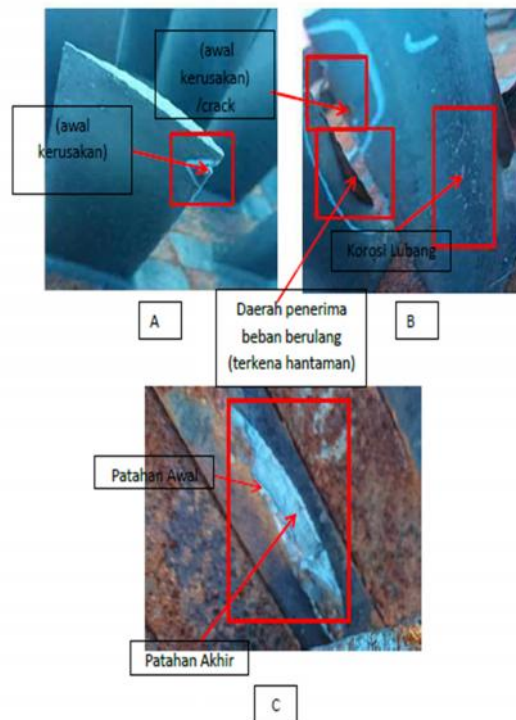 (awal
kerusakan)
/crack
(awal
kerusakan)
Korosi Lubang
A
Daerah penerima
beban berulang
(terkena hantaman)
B
Patahan Awal
Patahan Akhir
C